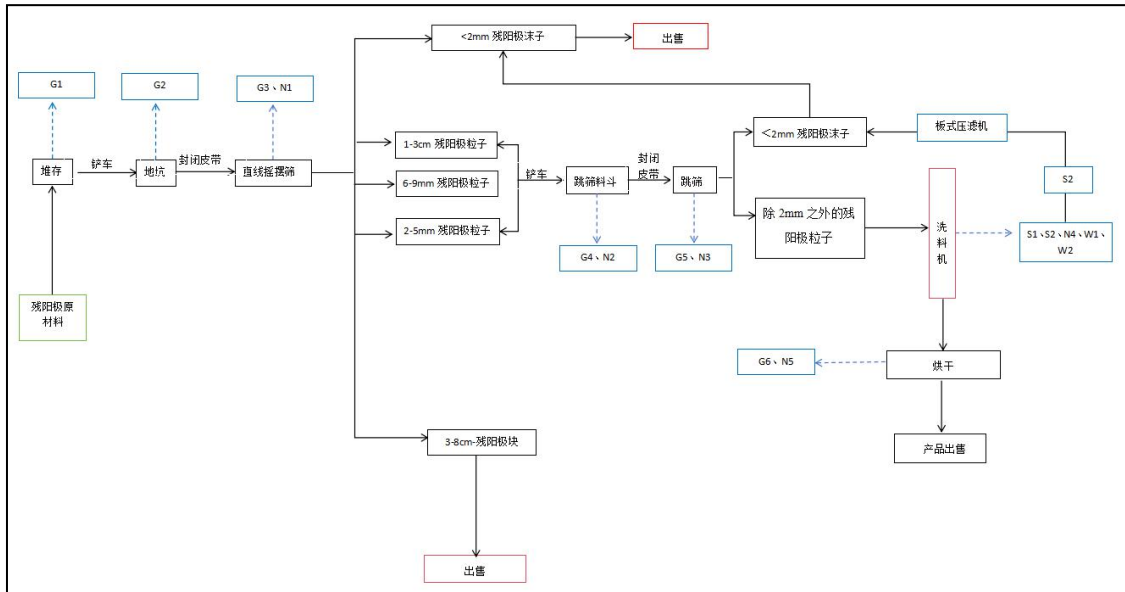 <2mm 残阳极沫子
出售
G1
G2
G3、N1
<2mm 残阳极沫子
板式压滤机
1-3cm 残阳极粒子
堆存
铲车
地坑
封闭皮带
直线摇摆筛
6-9mm 残阳极粒子
铲车
跳筛料斗
封闭
皮带
跳筛
S2
2-5mm 残阳极粒子
除 2mm 之外的残
阳极粒子
洗
料
机
S1、S2、N4、W1、
W2
G4、N2
G5、N3
残阳极原
材料
G6、N5
烘干
3-8cm-残阳极块
产品出售
出售